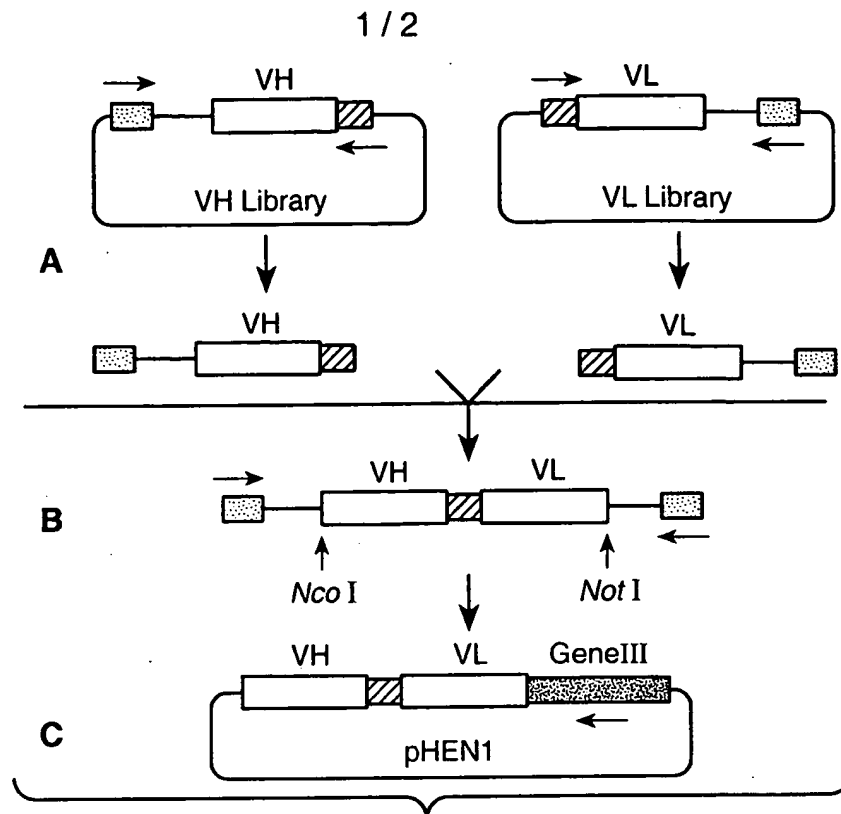 1 / 2
VH
VL
VH Library
VL Library
A
VH
VL
VH
VL
B
Nco I
Not I
VH
VL
GeneIII
C
pHEN1